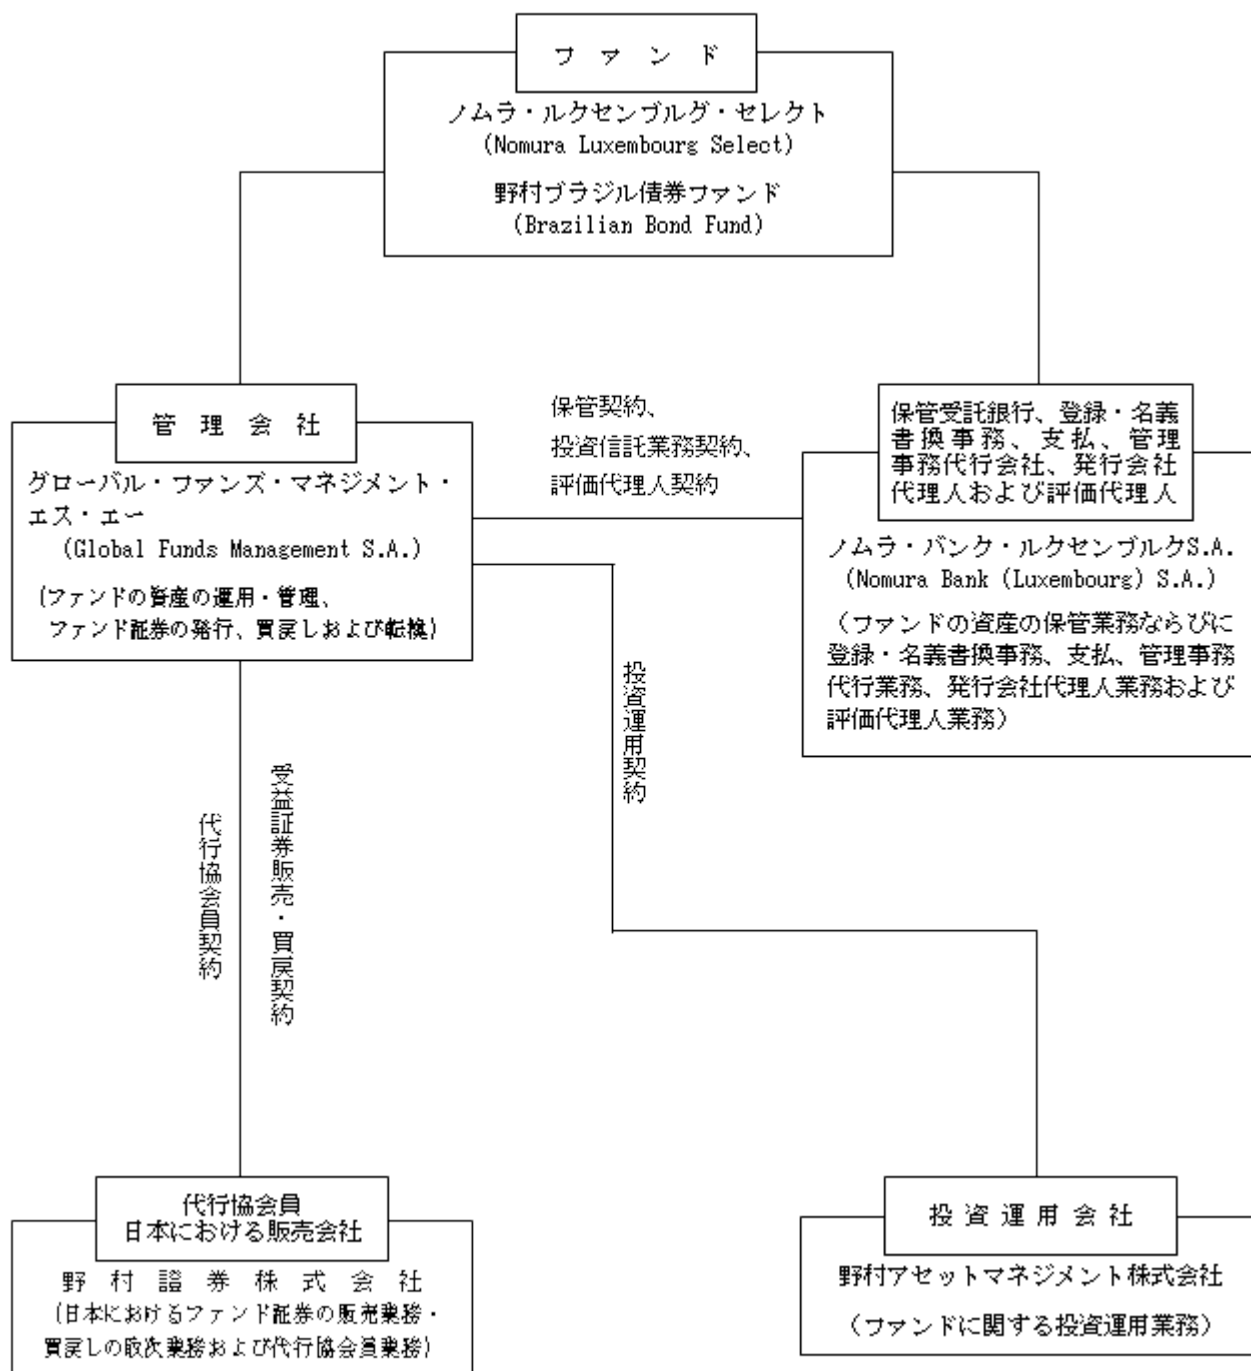 ファンド
ノムラ・ルクセンブルグ・セレクト
(Nomura Luxembourg Select)
野村ブラジル債券ファンド
(Brazilian Bond Fund)
管理会社
グローバル・ファンズ・マネジメント・
エス・エー
(Global Funds Management S.A.)
(ファンドの資産の運用・管理、
ファンド証券の発行、買戻しおよび転換)
保管契約、
投資信託業務契約、
評価代理人契約
保管受託銀行、登録・名義
書換事務、支払、管理
事務代行会社、発行会社
代理人および評価代理人
ノムラ・バンク・ルクセンブルクS.A.
(Nomura Bank (Luxembourg) S.A.)
(ファンドの資産の保管業務ならびに
登録・名義書換事務、支払、管理事務
代行業務、発行会社代理人業務および
評価代理人業務)
代行協会員契約
受益証券販売・買戻契約
投資運用契約
代行協会員
日本における販売会社
野村證券株式会社
(日本におけるファンド証券の販売業務・
買戻しの取次業務および代行協会員業務)
投資運用会社
野村アセットマネジメント株式会社
(ファンドに関する投資運用業務)